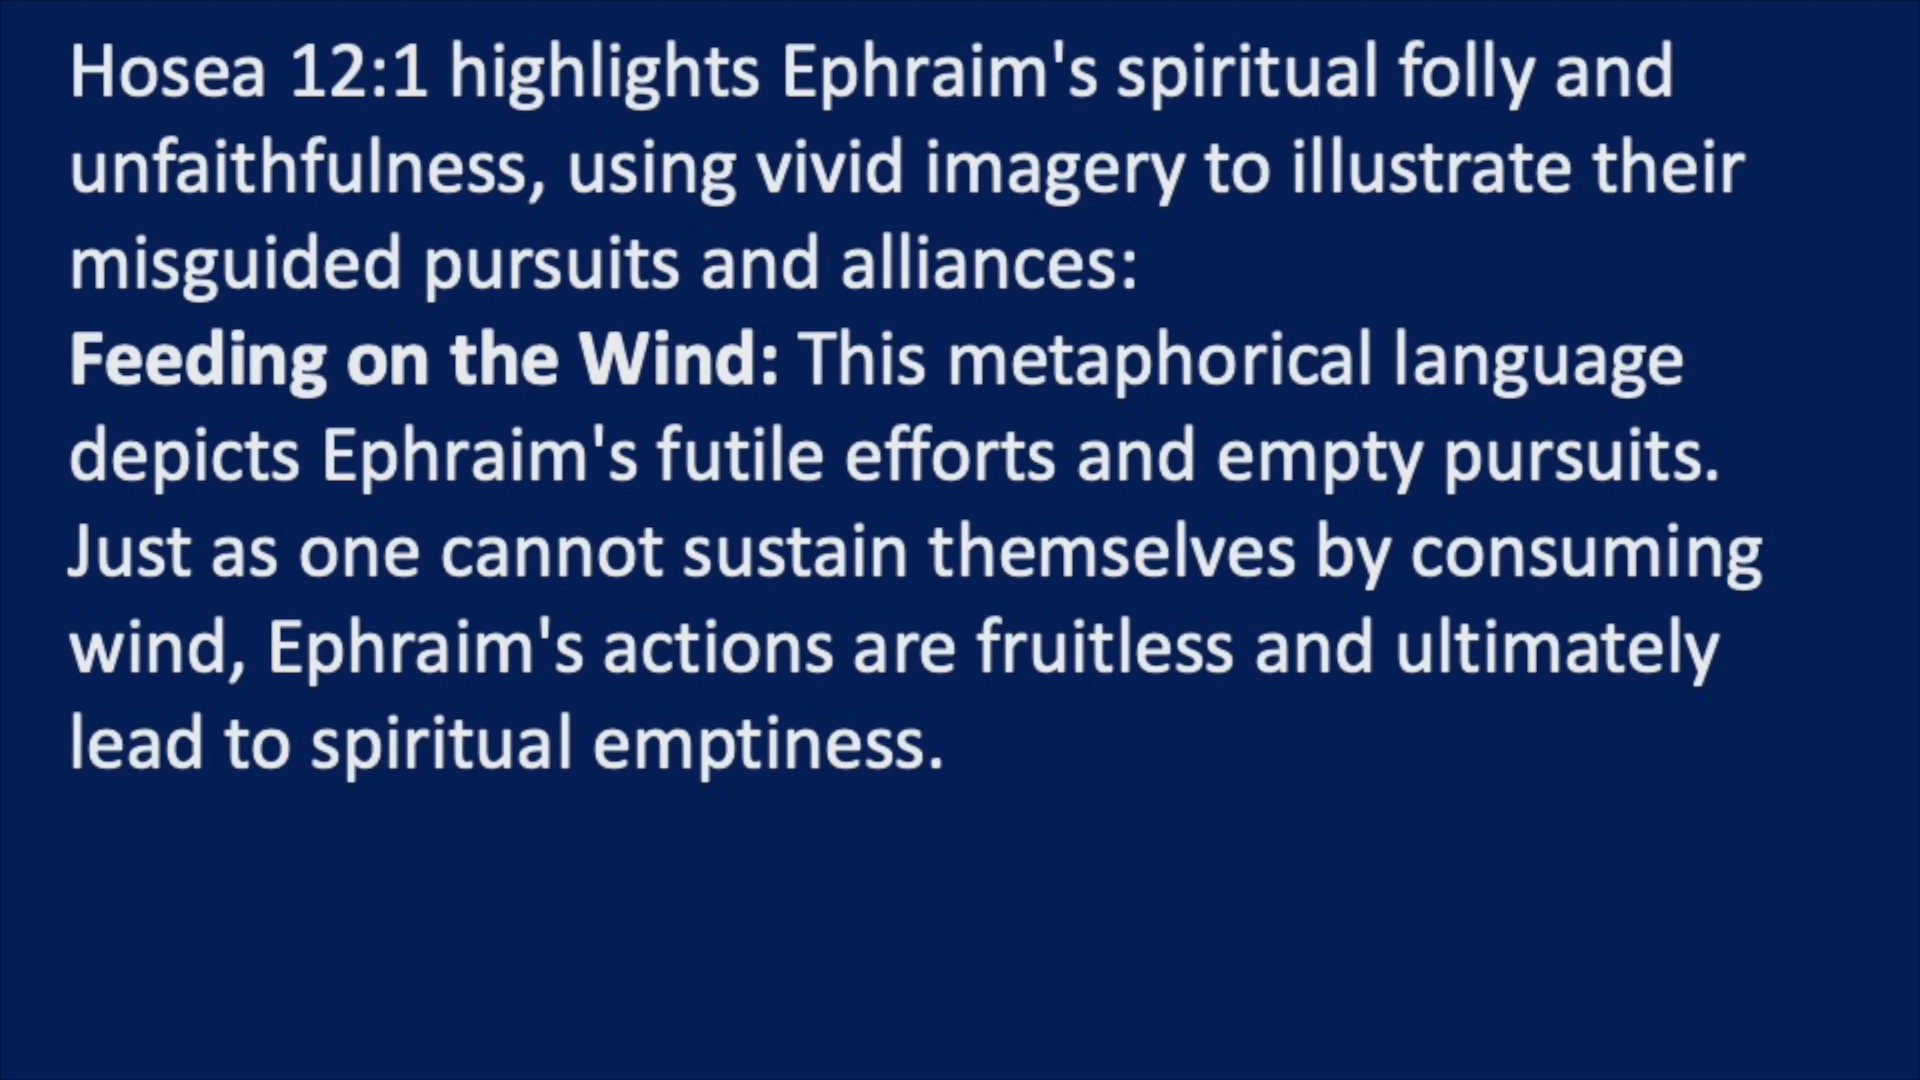 Hosea 12:1 highlights Ephraim's spiritual folly and
unfaithfulness, using vivid imagery to illustrate their
misguided pursuits and alliances:
Feeding on the Wind: This metaphorical language
depicts Ephraim's futile efforts and empty pursuits.
Just as one cannot sustain themselves by consuming
wind, Ephraim's actions are fruitless and ultimately
lead to spiritual emptiness.